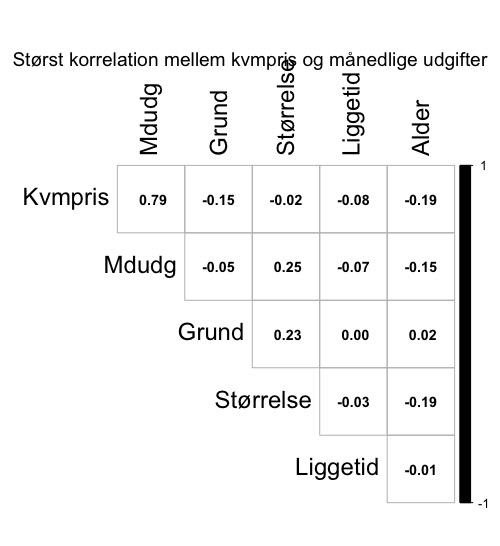 Størst korrelation mellem kvmpris og månedlige udgifter
Mdudg Grund Størrelse Liggetid Alder
1
Kvmpris 0.79 -0.15 -0.02 -0.08 -0.19
Mdudg -0.05 0.25 -0.07 -0.15
Grund 0.23 0.00 0.02
Størrelse -0.03 -0.19
Liggetid -0.01
-1